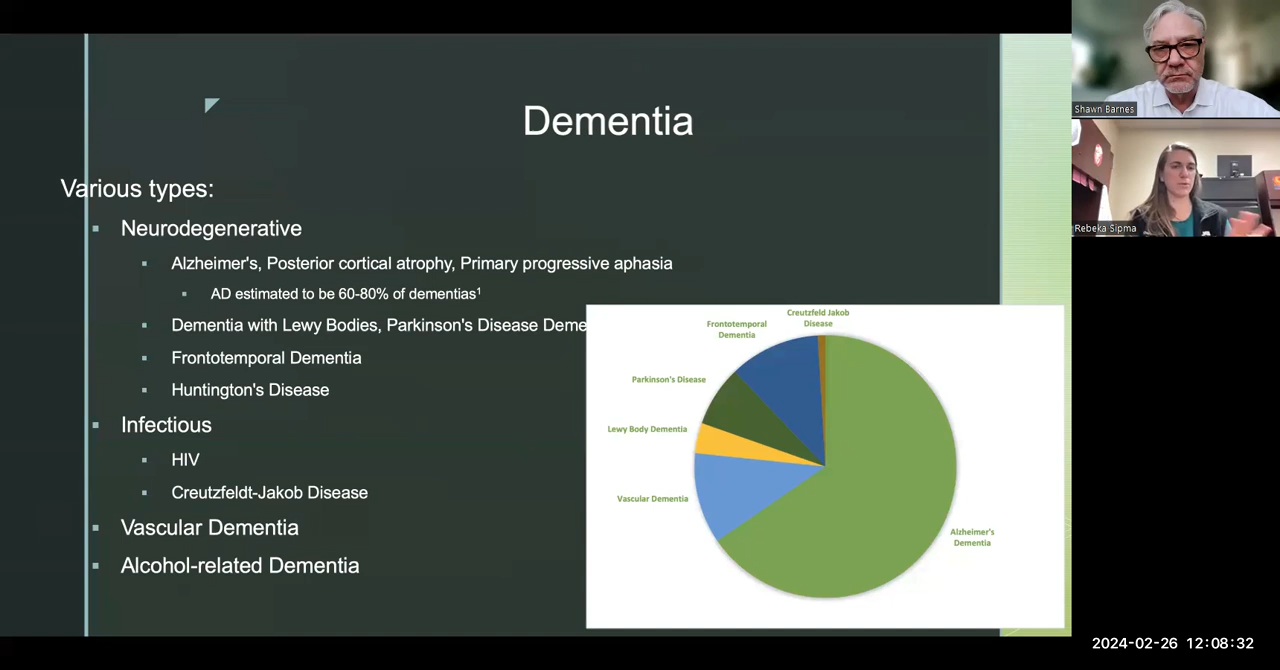 Dementia
Various types:
Neurodegenerative
Alzheimer's, Posterior cortical atrophy, Primary progressive aphasia
AD estimated to be 60-80% of dementias¹
Dementia with Lewy Bodies, Parkinson's Disease Deme
Frontotemporal Dementia
Huntington's Disease
Infectious
HIV
Creutzfeldt-Jakob Disease
Vascular Dementia
Alcohol-related Dementia
Creutzfeld Jakob
Disease
Frontotemporal
Dementia
Parkinson's Disease
Lewy Body Dementia
Vascular Dementia
Alzheimer's
Dementia
Shawn Barnes
Rebeka Sipma
2024-02-26 12:08:32